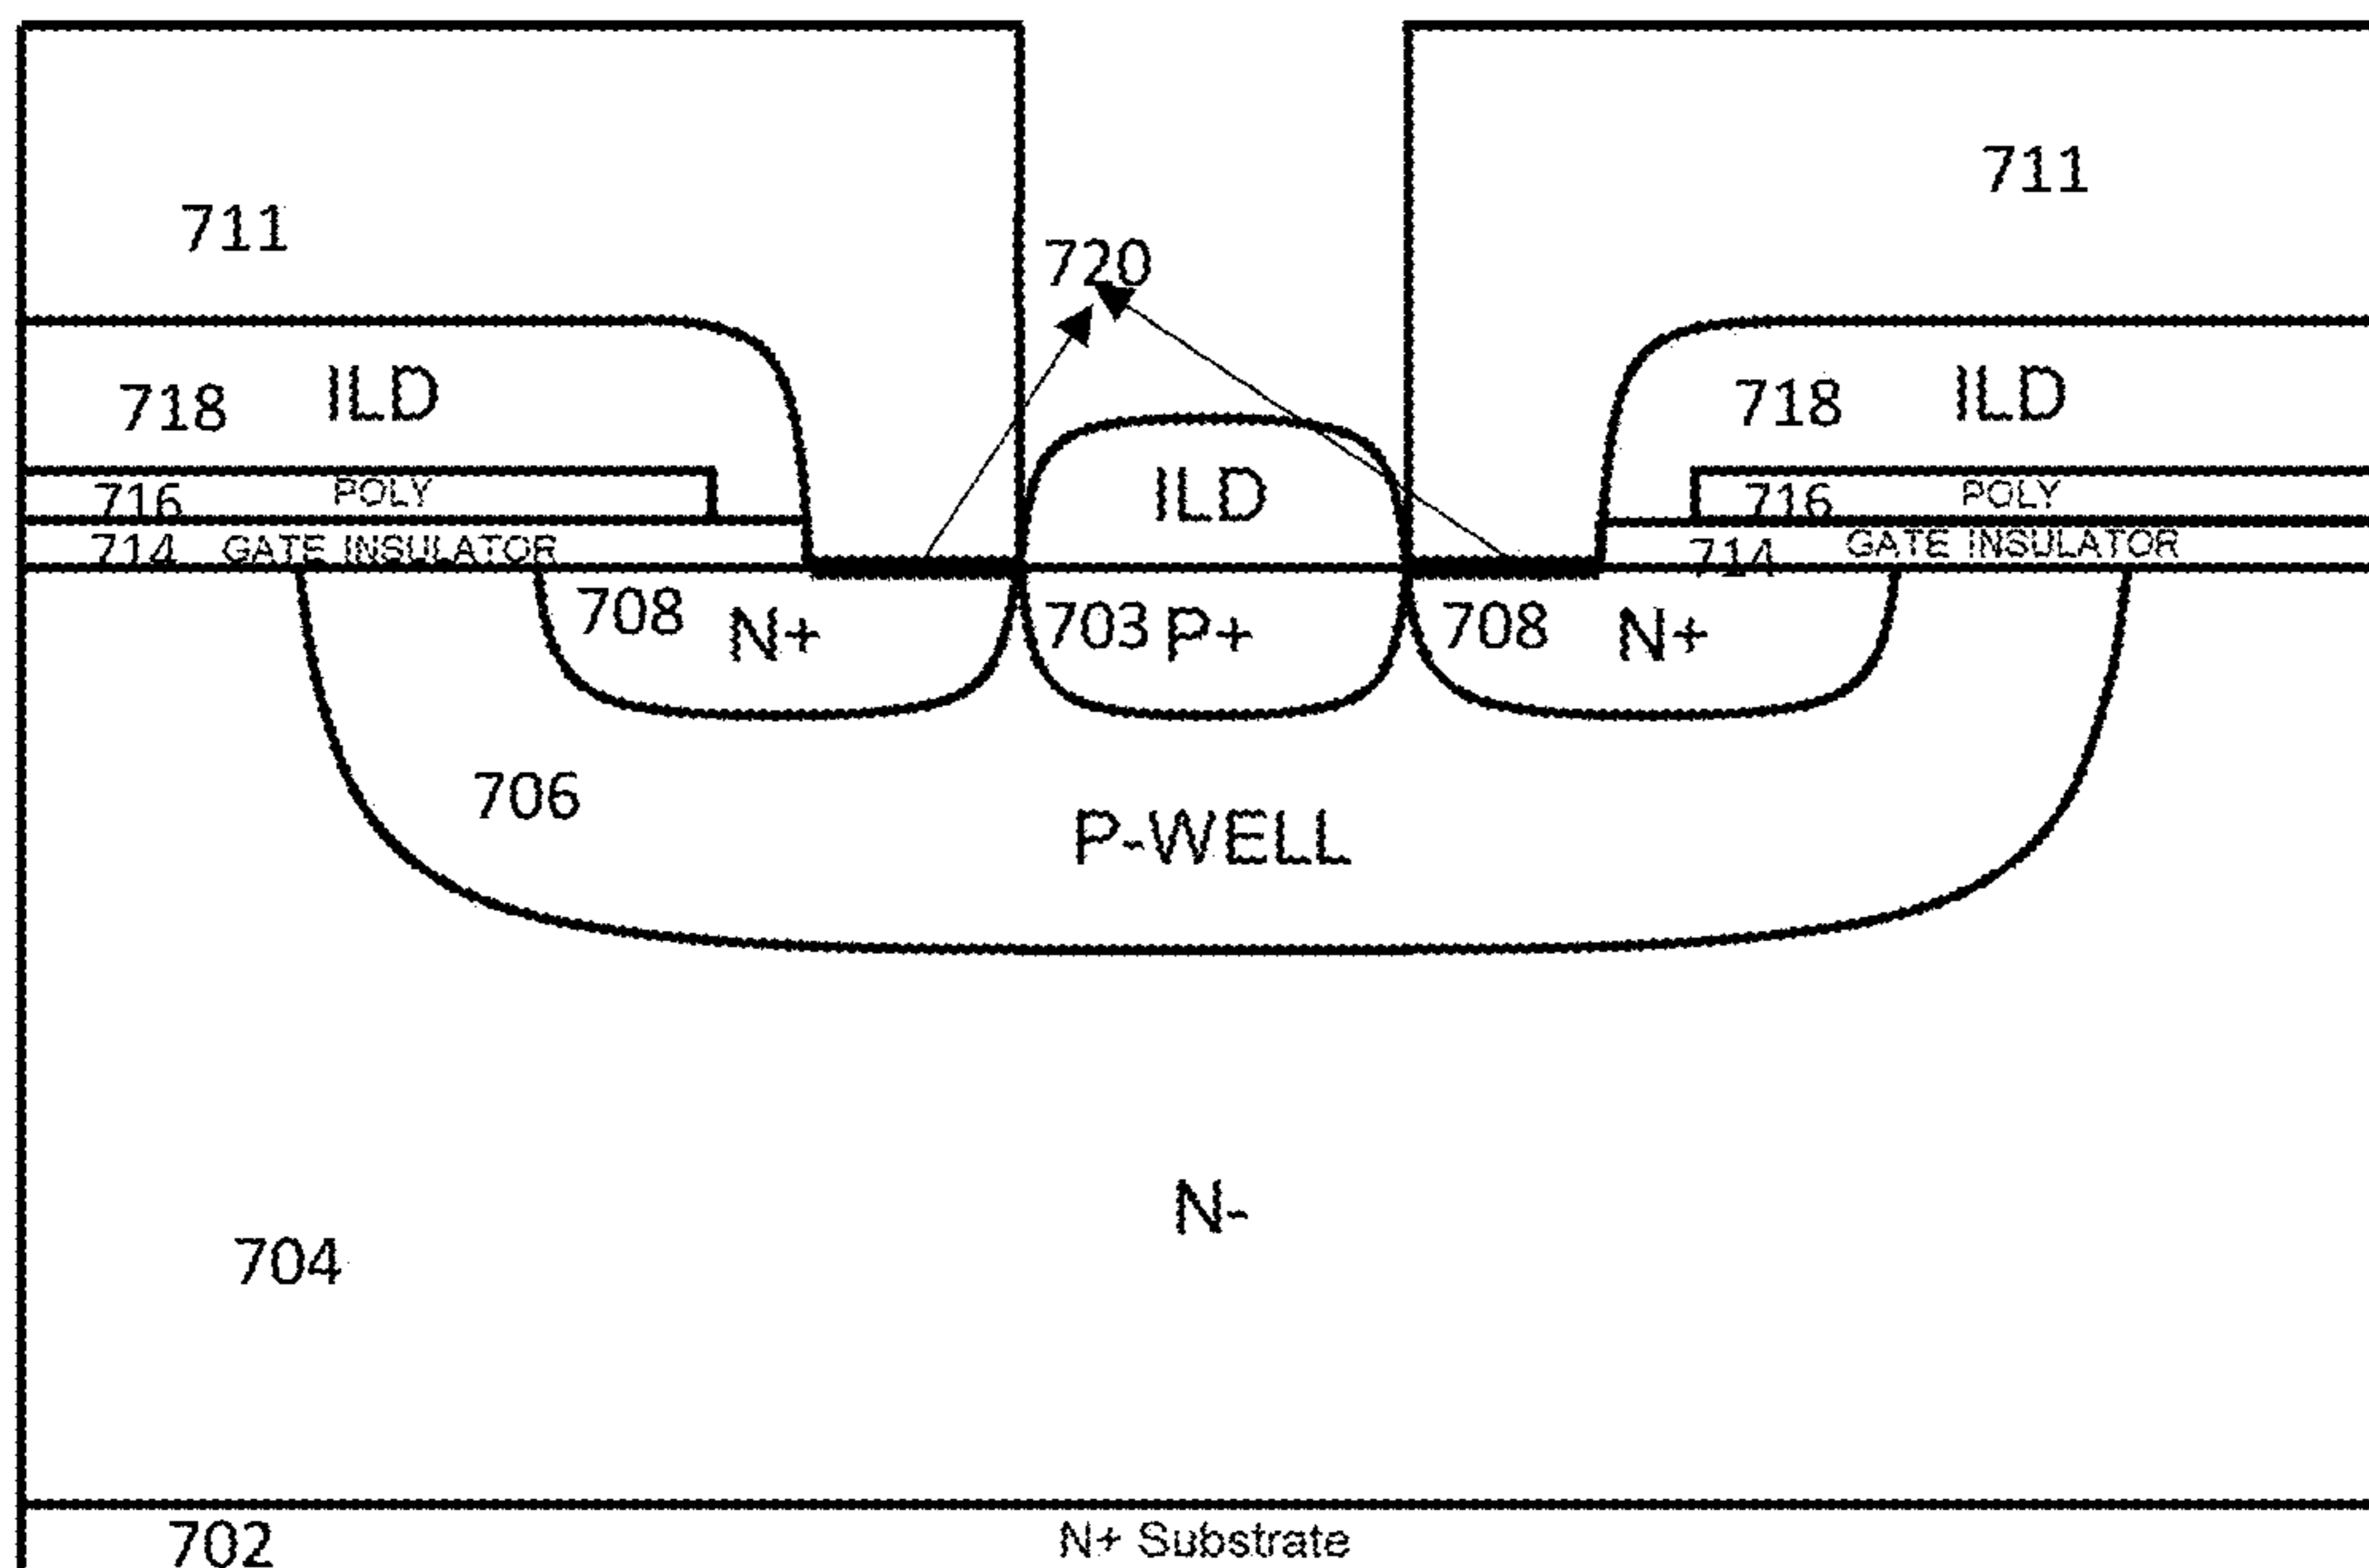 711
711
720
718 ILD
718 ILD
ILD
716 POLY
716 POLY
714 GATE INSULATOR
714 GATE INSULATOR
708 N+
703 P+
708 N+
706
P-WELL
N-
704
702
N+ Substrate